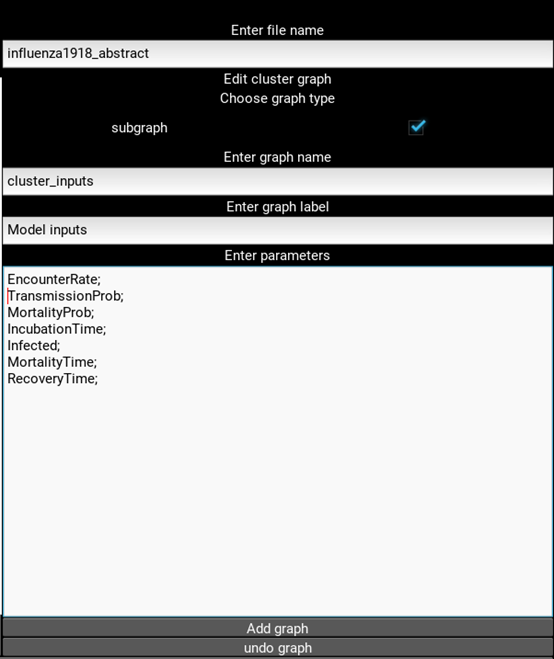 Enter file name
influenza1918_abstract
Edit cluster graph
Choose graph type
subgraph
Enter graph name
cluster_inputs
Enter graph label
Model inputs
Enter parameters
EncounterRate;
TransmissionProb;
MortalityProb;
IncubationTime;
Infected;
MortalityTime;
RecoveryTime;
Add graph
undo graph